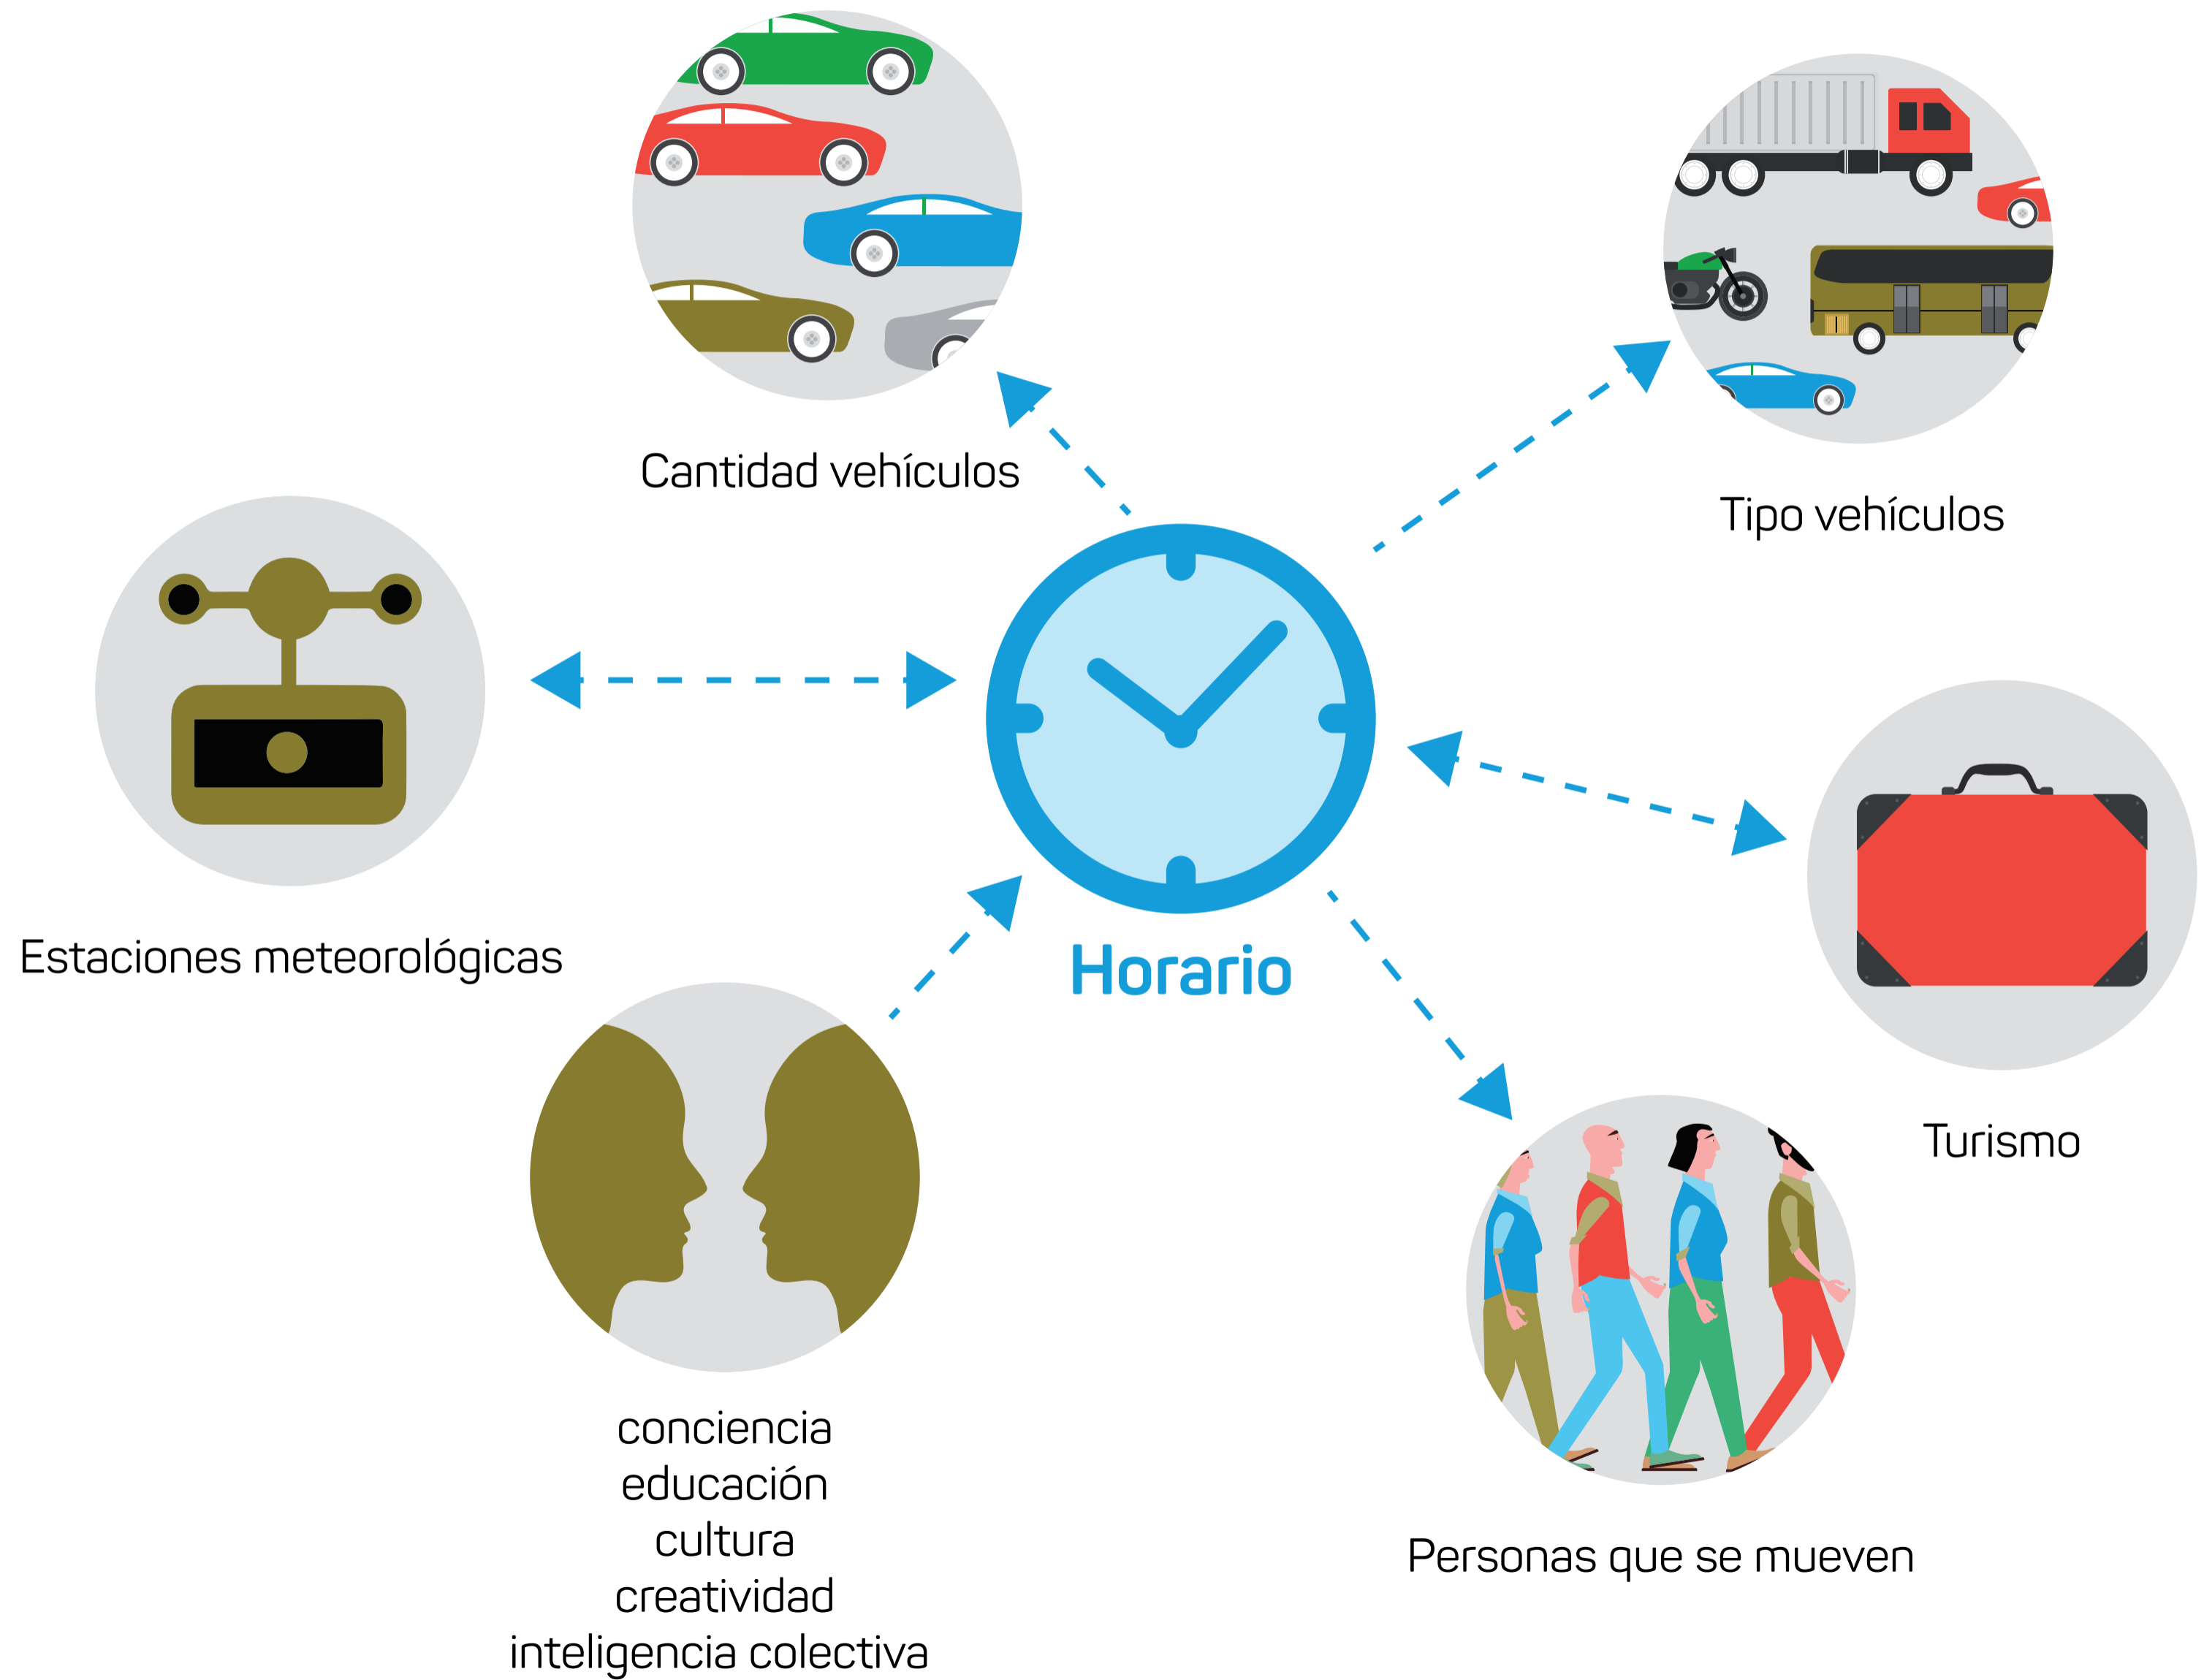 Cantidad vehículos
Tipo vehículos
Estaciones meteorológicas
Horario
Turismo
conciencia
educación
cultura
creatividad
inteligencia colectiva
Personas que se mueven